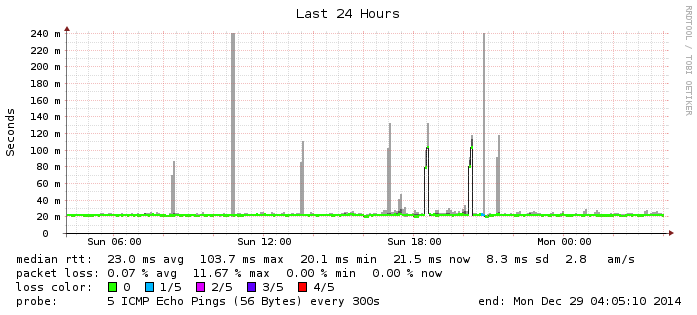 Last 24 Hours
RRDTOOL / TOBI OETIKER
Seconds
240 m
220 m
200 m
180 m
160 m
140 m
120 m
100 m
80 m
60 m
40 m
20 m
0
Sun 06:00 Sun 12:00 Sun 18:00 Mon 00:00
median rtt: 23.0 ms avg 103.7 ms max 20.1 ms min 21.5 ms now 8.3 ms sd 2.8 am/s
packet loss: 0.07 % avg 11.67 % max 0.00 % min 0.00 % now
loss color: 0 1/5 2/5 3/5 4/5
probe: 5 ICMP Echo Pings (56 Bytes) every 300s end: Mon Dec 29 04:05:10 2014